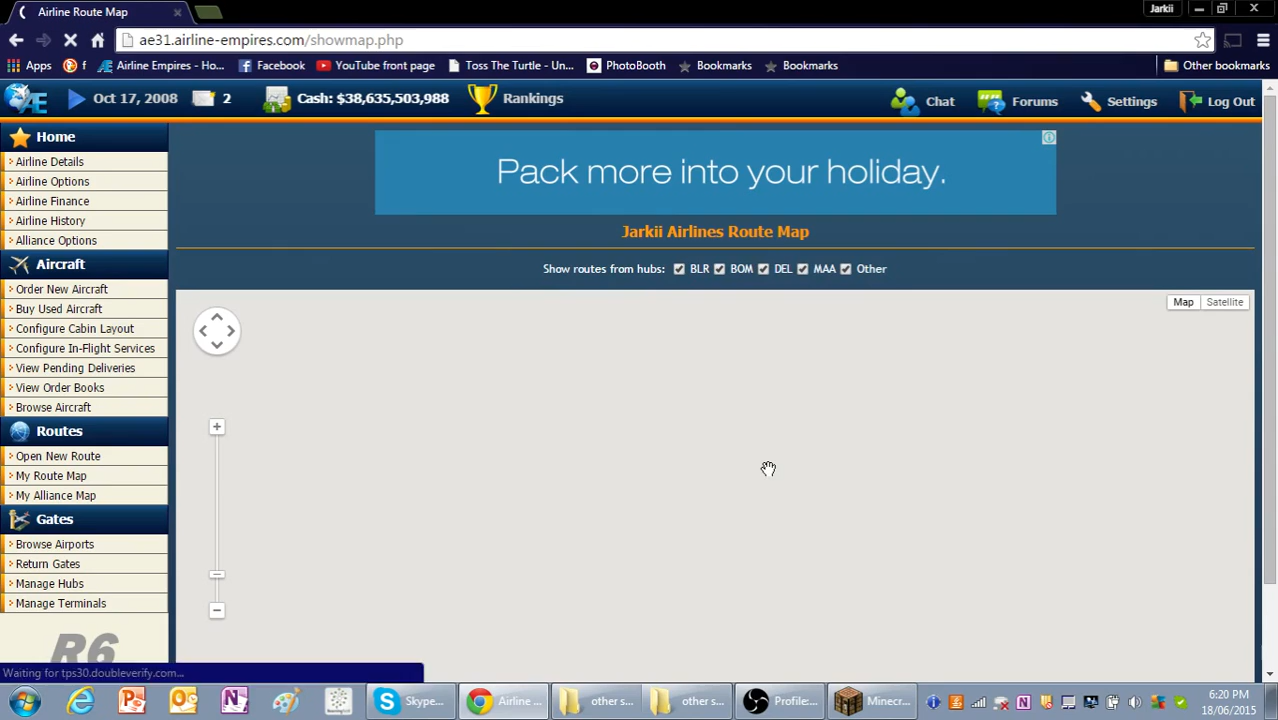 Airline Route Map
Jarkii
ae31.airline-empires.com/showmap.php
Apps
f
Airline Empires - Ho...
Facebook
YouTube front page
Toss The Turtle - Un...
PhotoBooth
Bookmarks
Bookmarks
Other bookmarks
AE
Oct 17, 2008
2
Cash: $38,635,503,988
Rankings
Chat
Forums
Settings
Log Out
Home
Airline Details
Airline Options
Airline Finance
Airline History
Alliance Options
Aircraft
Order New Aircraft
Buy Used Aircraft
Configure Cabin Layout
Configure In-Flight Services
View Pending Deliveries
View Order Books
Browse Aircraft
Routes
Open New Route
My Route Map
My Alliance Map
Gates
Browse Airports
Return Gates
Manage Hubs
Manage Terminals
R6
Pack more into your holiday.
Jarkii Airlines Route Map
Show routes from hubs: BLR BOM DEL MAA Other
Map Satellite
Waiting for tps30.doubleverify.com...
Skype...
Airline ...
other s...
other s...
Profile:...
Minecr...
6:20 PM
18/06/2015